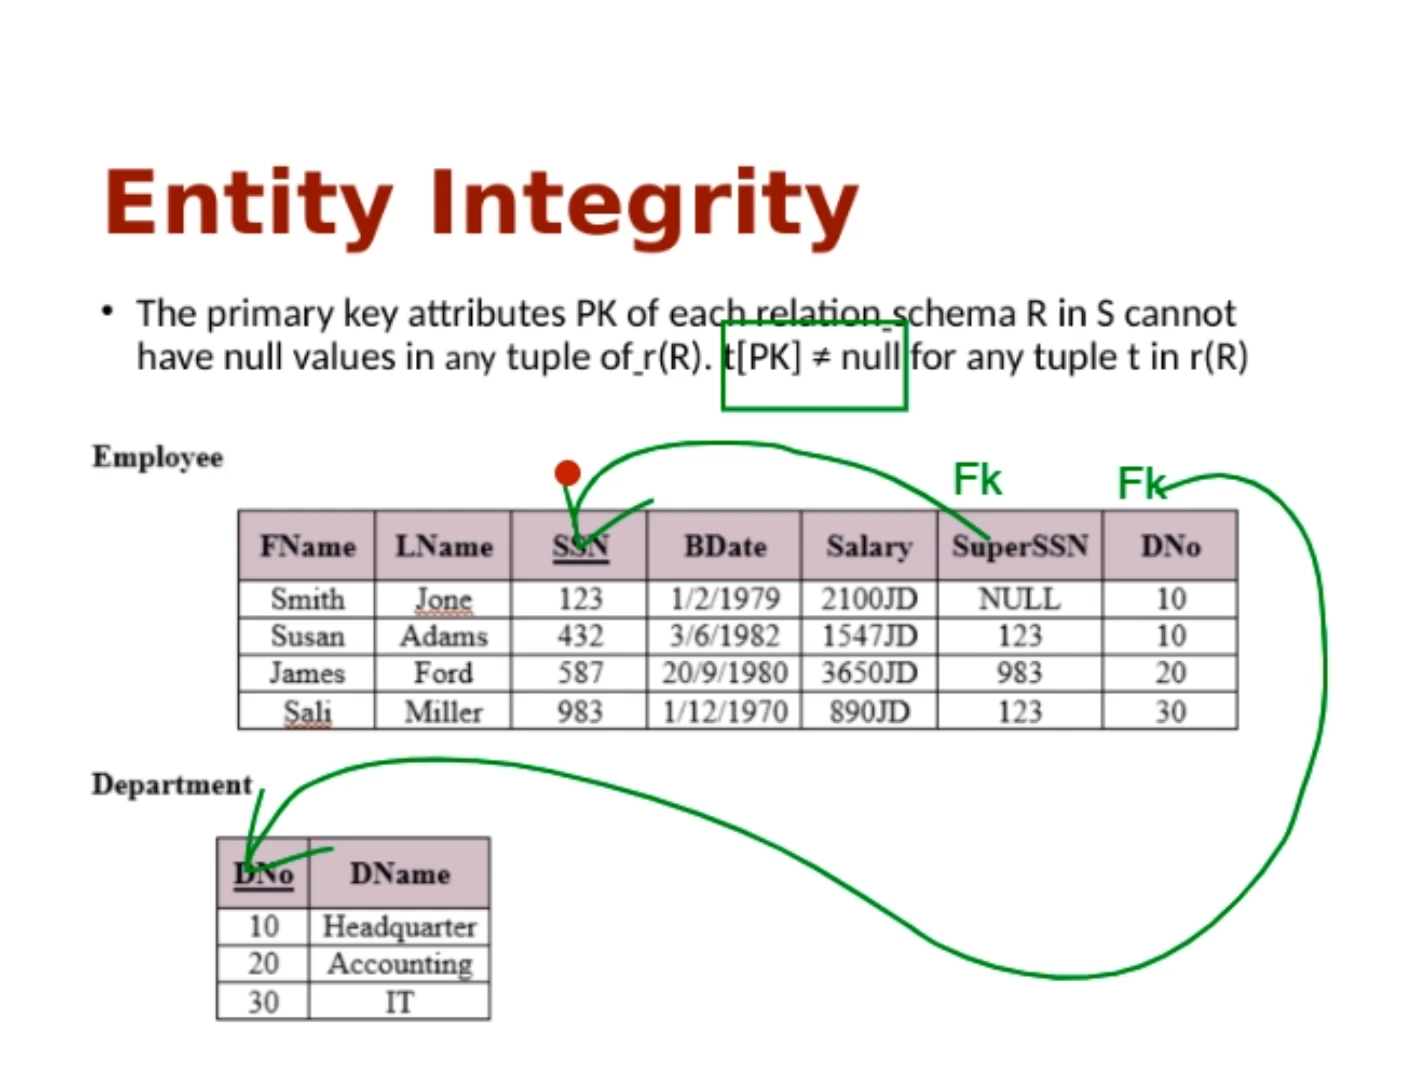 Entity Integrity
• The primary key attributes PK of each relation schema R in S cannot
have null values in any tuple of r(R). t[PK] ≠ null for any tuple t in r(R)
Employee
Fk Fk
FName LName SSN BDate Salary SuperSSN DNo
Smith Jone 123 1/2/1979 2100JD NULL 10
Susan Adams 432 3/6/1982 1547JD 123 10
James Ford 587 20/9/1980 3650JD 983 20
Sali Miller 983 1/12/1970 890JD 123 30
Department
DNo DName
10 Headquarter
20 Accounting
30 IT